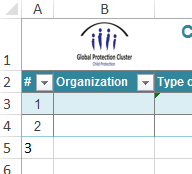 A B
1 C
Global Protection Cluster
Child Protection
2 # Organization Type o
3 1
4 2
5 3